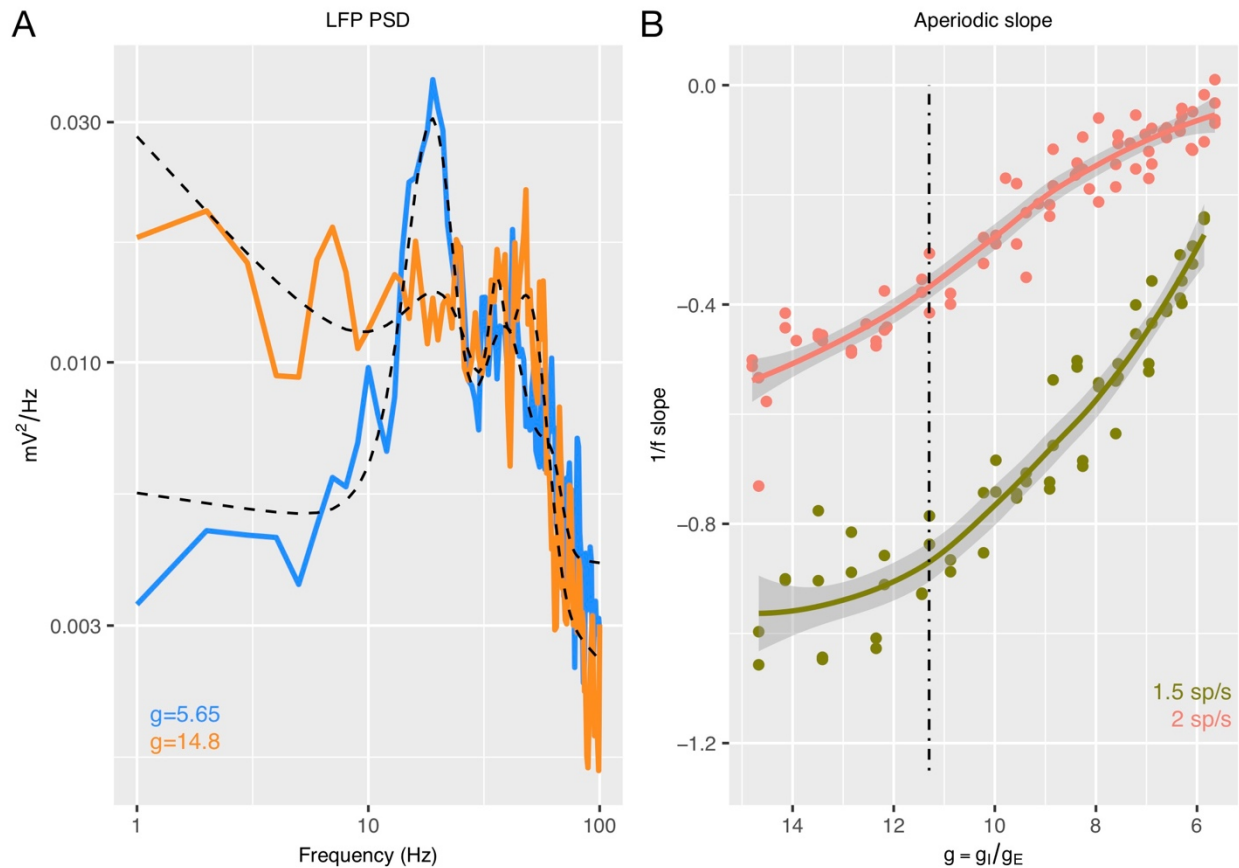 A
LFP PSD
mV²/Hz
0.030
0.010
0.003
g=5.65
g=14.8
1
10
100
Frequency (Hz)
B
Aperiodic slope
1/f slope
0.0
−0.4
−0.8
−1.2
1.5 sp/s
2 sp/s
14
12
10
8
6
g = gI/gE